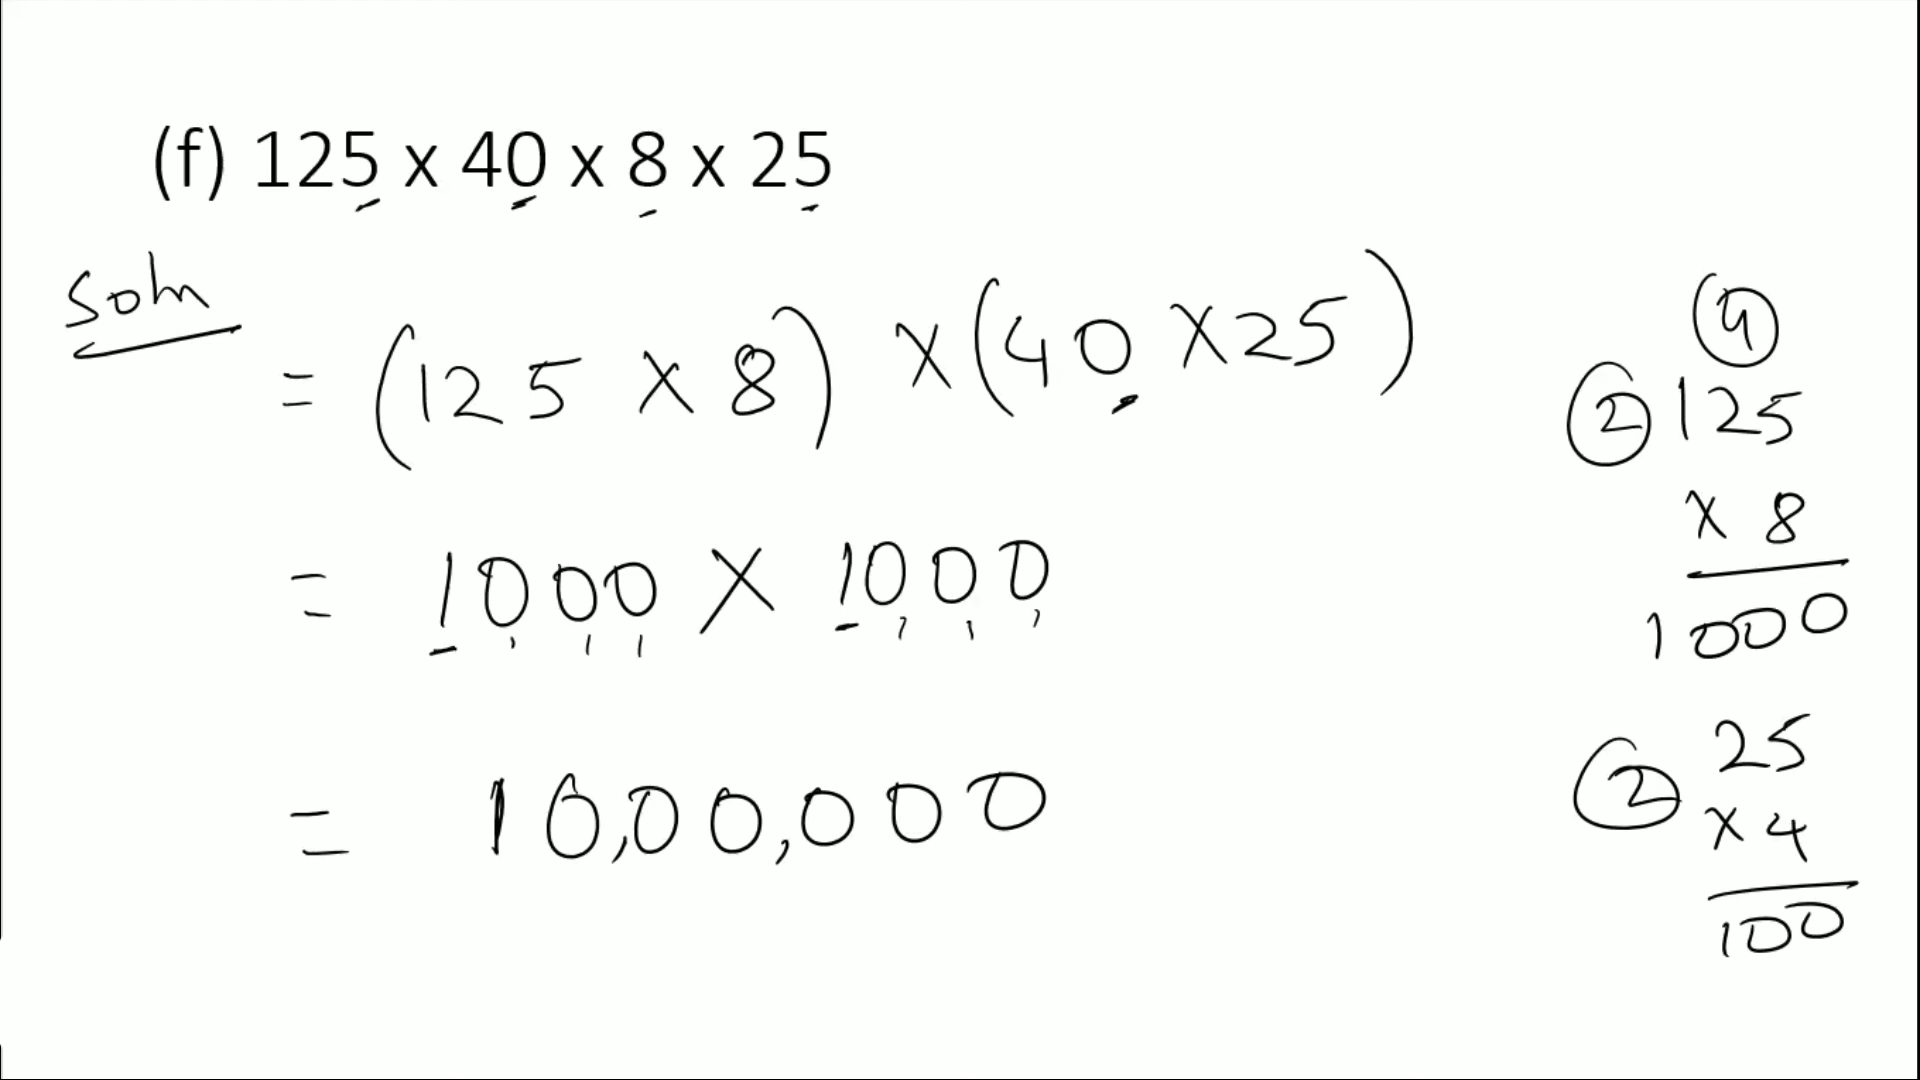 (f) 125 x 40 x 8 x 25
Soln
= (125 x 8) x (40 x 25)
= 1000 x 1000
= 10,00,000
4
2 125
x 8
1000
2 25
x 4
100